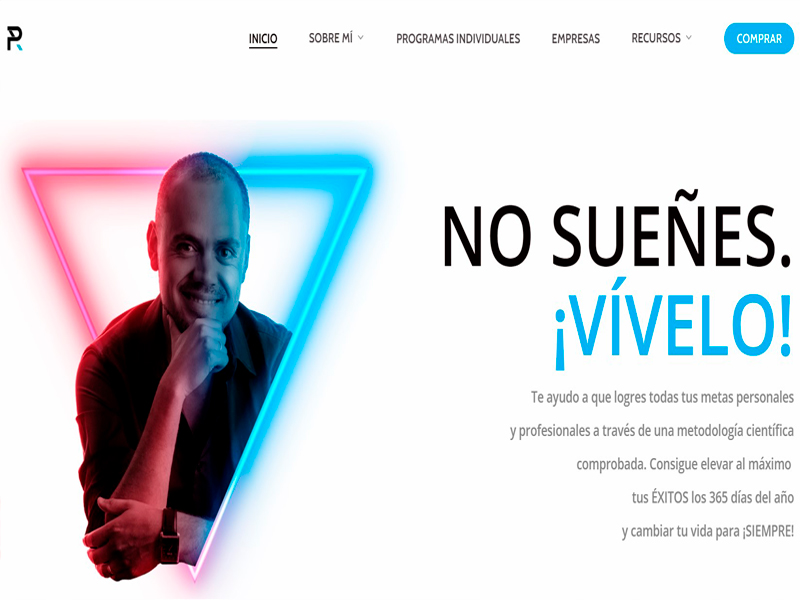 INICIO
SOBRE MÍ
PROGRAMAS INDIVIDUALES
EMPRESAS
RECURSOS
COMPRAR
NO SUEÑES.
¡VÍVELO!
Te ayudo a que logres todas tus metas personales
y profesionales a través de una metodología científica
comprobada. Consigue elevar al máximo
tus ÉXITOS los 365 días del año
y cambiar tu vida para ¡SIEMPRE!